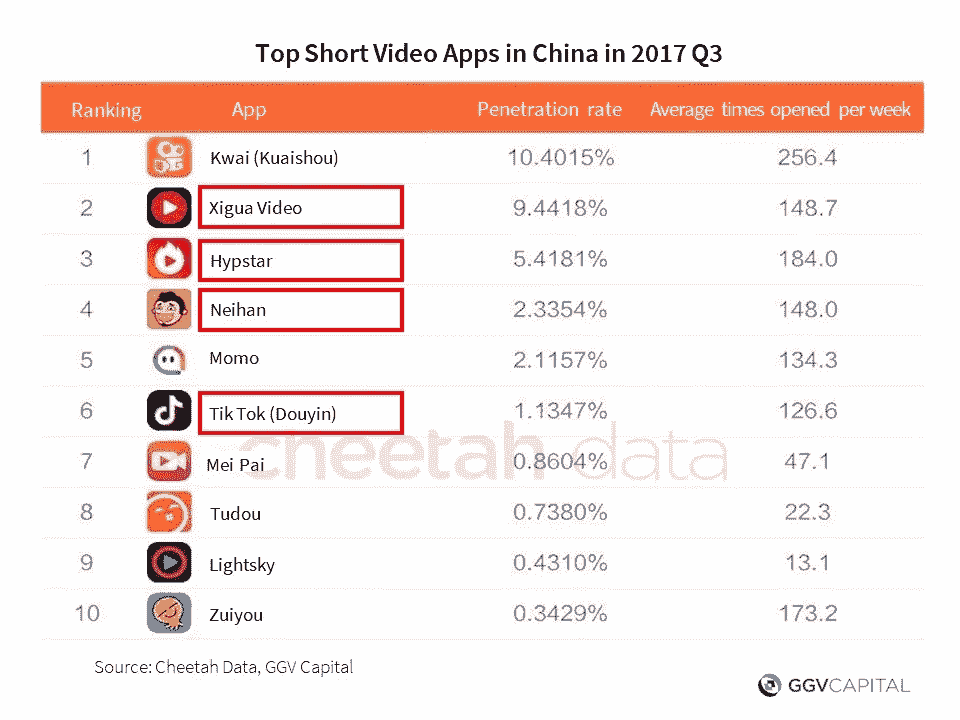 Top Short Video Apps in China in 2017 Q3
Ranking App Penetration rate Average times opened per week
1 Kwai (Kuaishou) 10.4015% 256.4
2 Xigua Video 9.4418% 148.7
3 Hypstar 5.4181% 184.0
4 Neihan 2.3354% 148.0
5 Momo 2.1157% 134.3
6 Tik Tok (Douyin) 1.1347% 126.6
cheetah data
7 Mei Pai 0.8604% 47.1
8 Tudou 0.7380% 22.3
9 Lightsky 0.4310% 13.1
10 Zuiyou 0.3429% 173.2
Source: Cheetah Data, GGV Capital
GGVCAPITAL